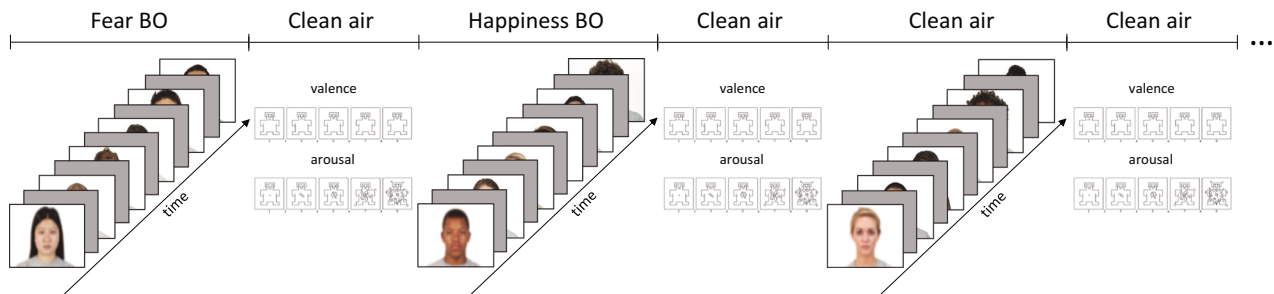 Fear BO
Clean air
Happiness BO
Clean air
Clean air
Clean air
...
valence
arousal
time
valence
arousal
time
valence
arousal
time